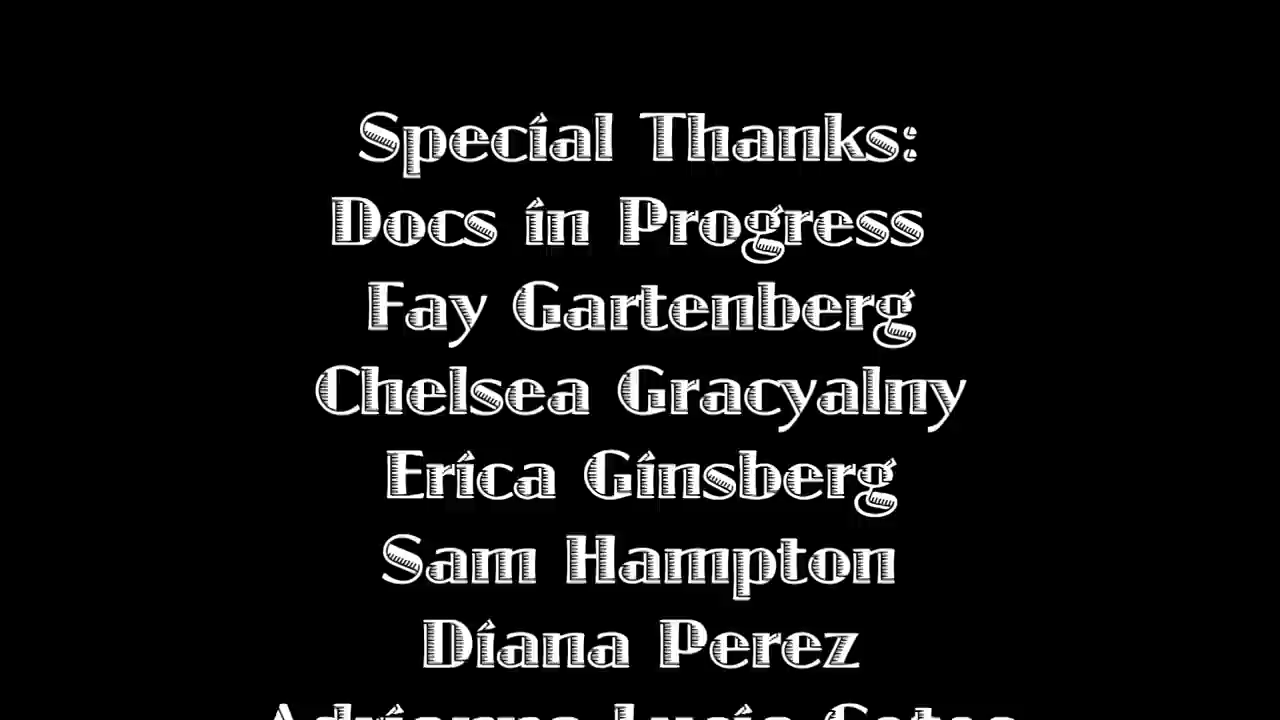 Special Thanks:
Docs in Progress
Fay Gartenberg
Chelsea Gracyalny
Erica Ginsberg
Sam Hampton
Diana Perez